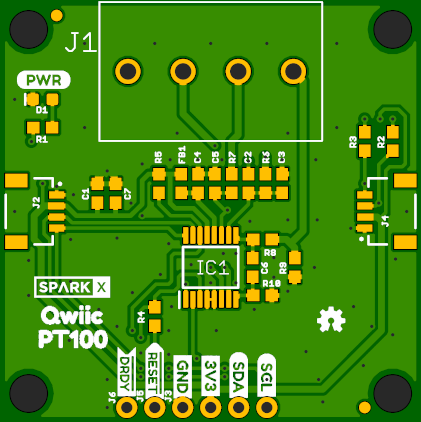 J1
PWR
D1
R1
R3
R2
R5
FB1
C4
C5
R7
C2
R6
C3
J2
C1
C7
J4
IC1
R8
C6
R9
R10
SPARK X
Qwiic
PT100
R4
J6
DRDY
J5
RESET
J3
GND
3V3
SDA
SCL